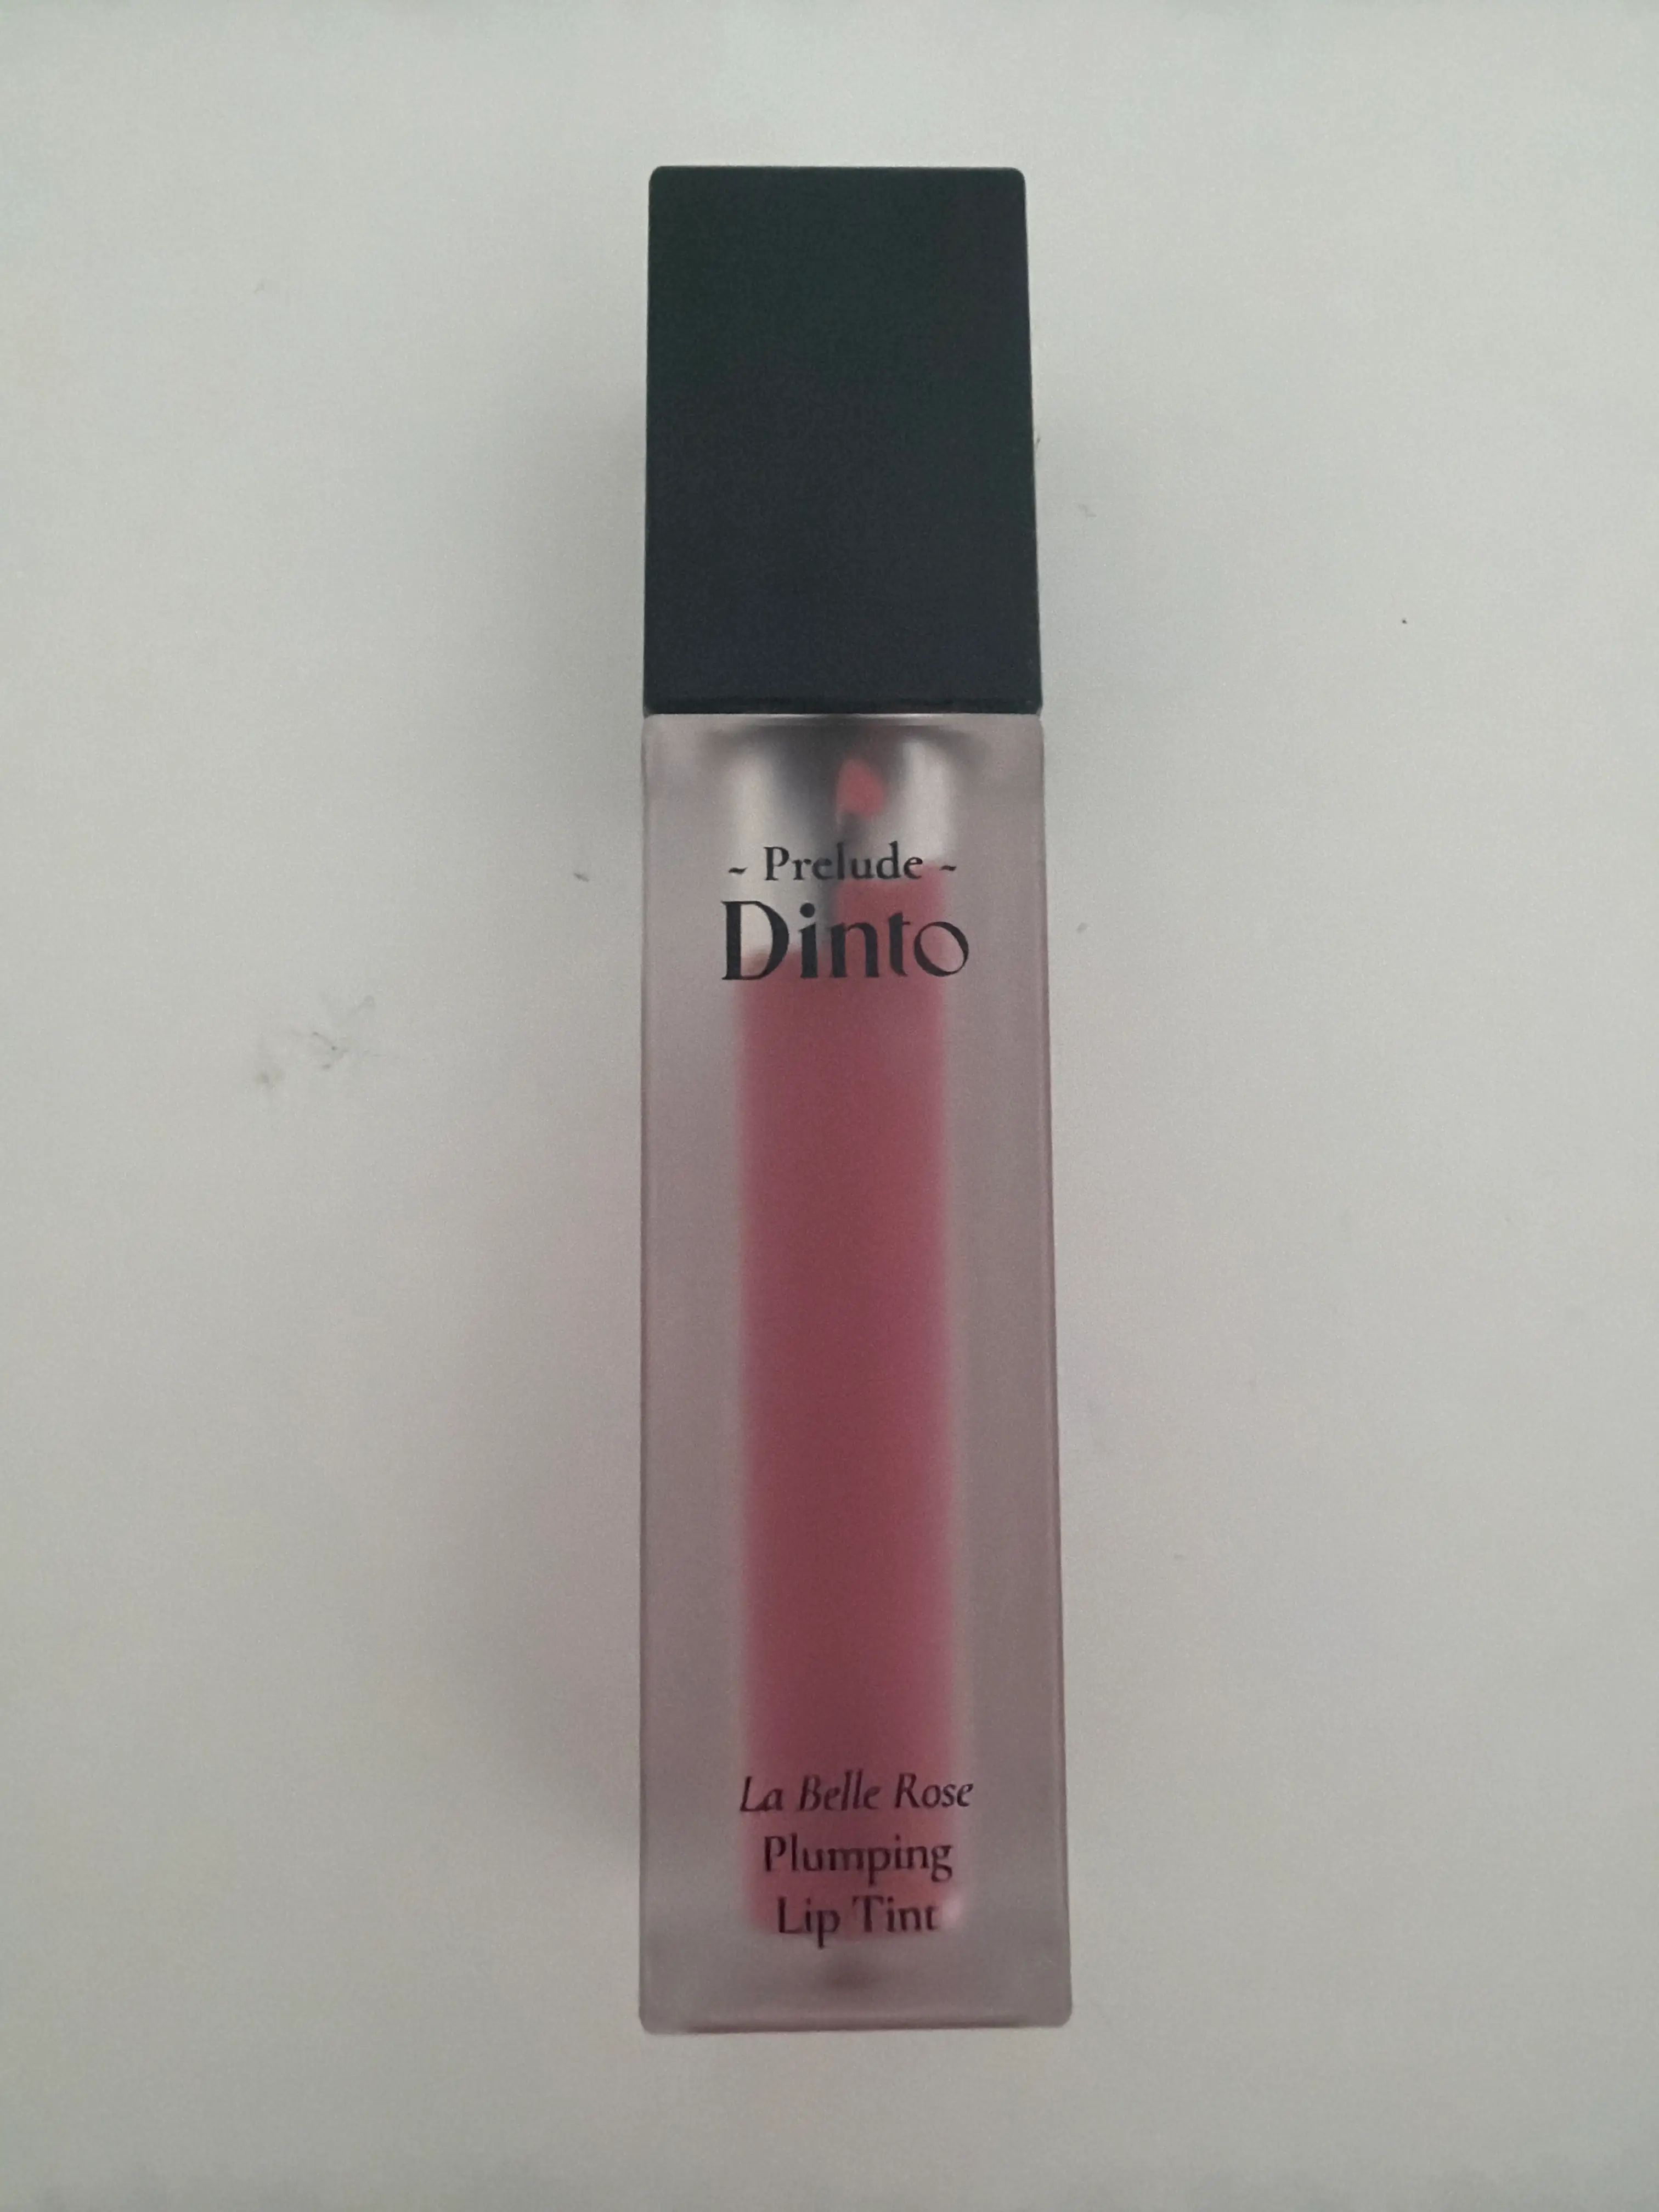 ~ Prelude ~
Dinto
La Belle Rose
Plumping
Lip Tint